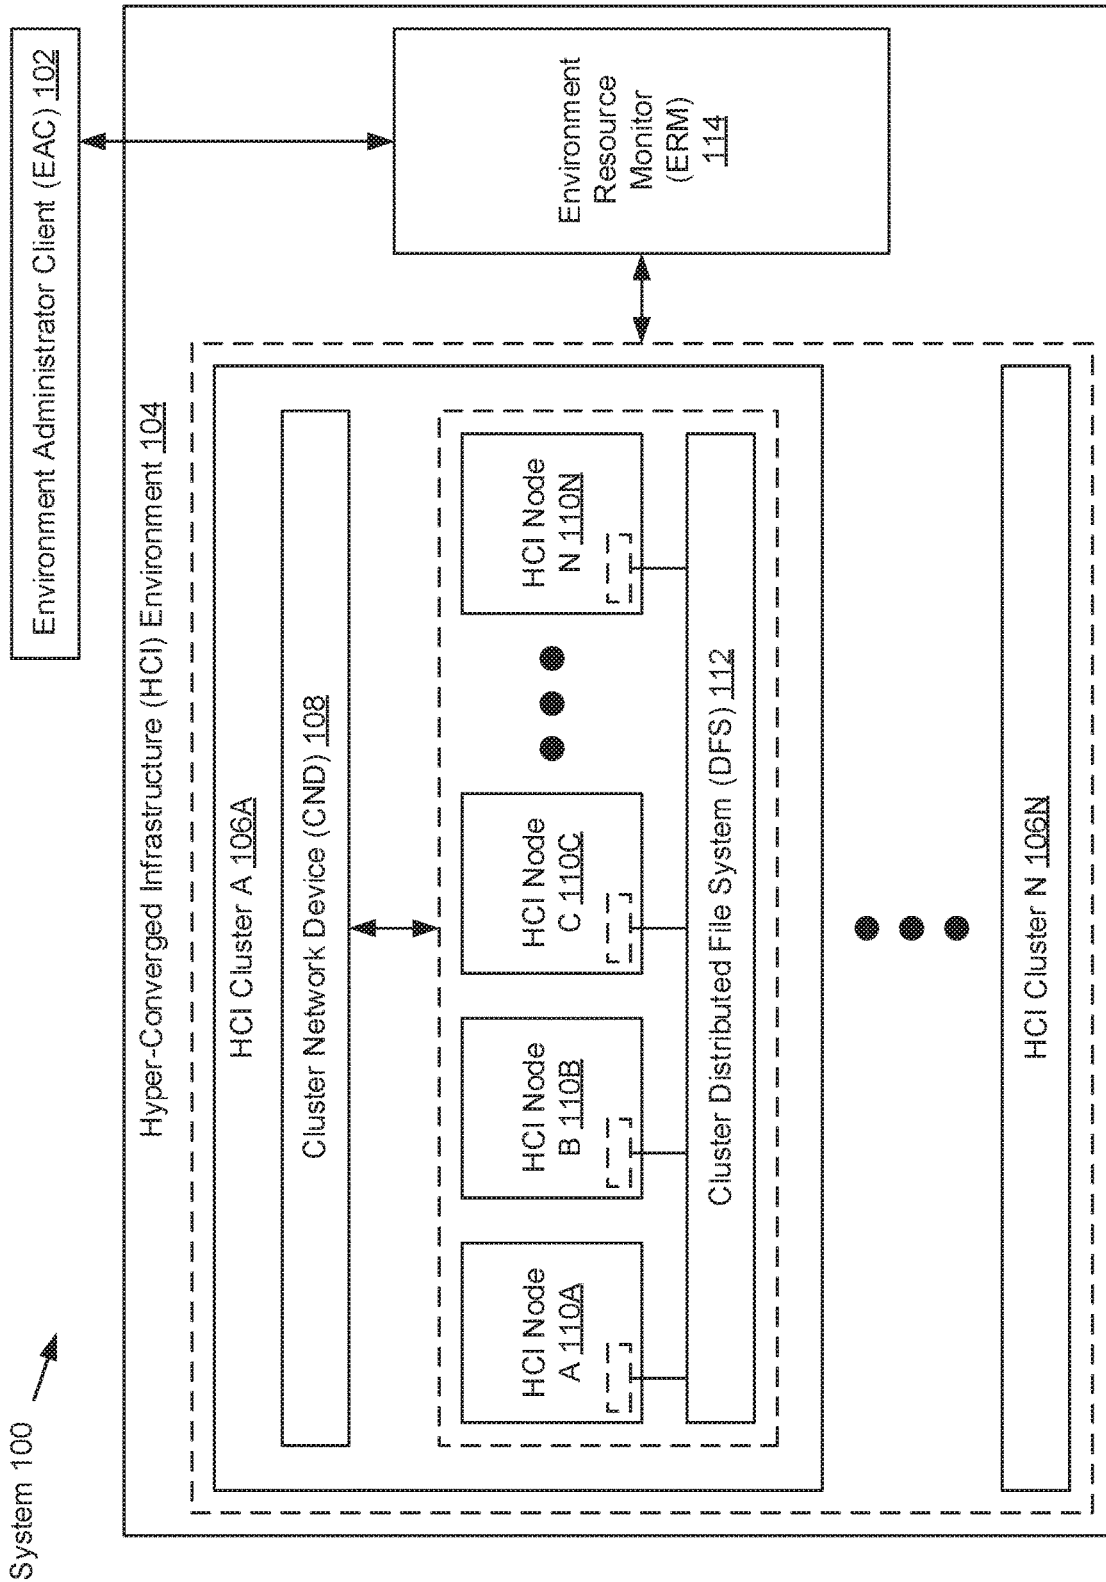 System 100
Environment Administrator Client (EAC) 102
Hyper-Converged Infrastructure (HCI) Environment 104
HCI Cluster A 106A
Cluster Network Device (CND) 108
HCI Node
A 110A
HCI Node
B 110B
HCI Node
C 110C
HCI Node
N 110N
Cluster Distributed File System (DFS) 112
HCI Cluster N 106N
Environment
Resource
Monitor
(ERM)
114